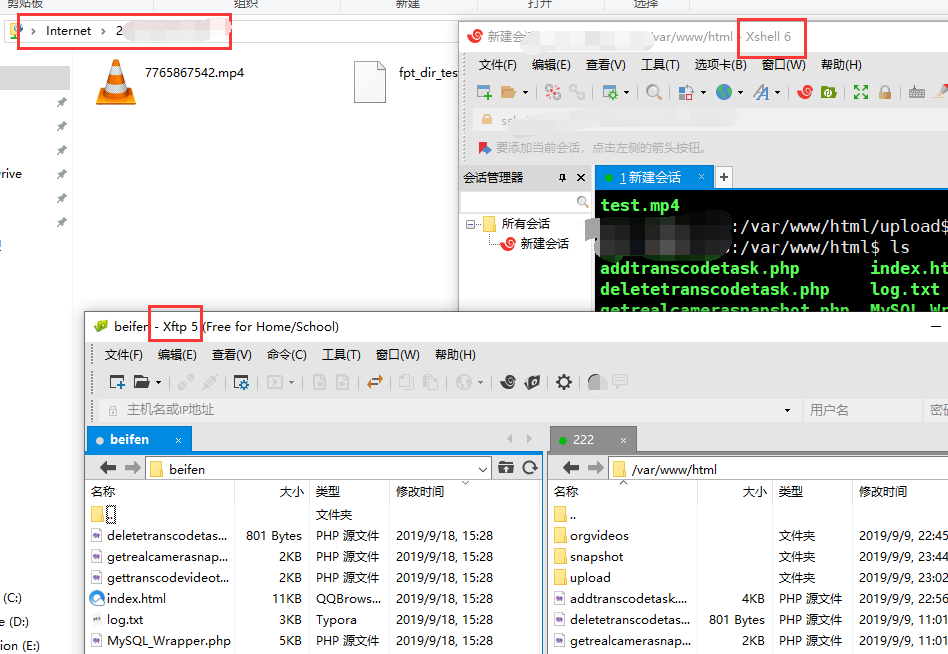 剪贴板 组织 新建 打开 选择
Internet > 2
7765867542.mp4
fpt_dir_tes
rive
(C:)
e (D:)
ion (E:)
新建会 /var/www/html - Xshell 6
文件(F) 编辑(E) 查看(V) 工具(T) 选项卡(B) 窗口(W) 帮助(H)
要添加当前会话，点击左侧的箭头按钮。
会话管理器
所有会话
新建会话
1 新建会话 × +
test.mp4
:/var/www/html/upload$
:/var/www/html$ ls
addtranscodetask.php index.ht
deletetranscodetask.php log.txt
getrealcamerasnapshot.php MySQL_Wr
beifen - Xftp 5 (Free for Home/School)
文件(F) 编辑(E) 查看(V) 命令(C) 工具(T) 窗口(W) 帮助(H)
主机名或IP地址 用户名 密码
beifen ×
beifen
名称 大小 类型 修改时间
.. 文件夹
deletetranscodetas... 801 Bytes PHP 源文件 2019/9/18, 15:28
getrealcamerasnap... 2KB PHP 源文件 2019/9/18, 15:28
gettranscodevideot... 2KB PHP 源文件 2019/9/18, 15:28
index.html 11KB QQBrows... 2019/9/18, 15:28
log.txt 3KB Typora 2019/9/18, 15:28
MySQL_Wrapper.php 5KB PHP 源文件 2019/9/18, 15:28
222 ×
/var/www/html
名称 大小 类型 修改时间
..
orgvideos 文件夹 2019/9/9, 22:45
snapshot 文件夹 2019/9/9, 23:44
upload 文件夹 2019/9/9, 23:02
addtranscodetask.... 4KB PHP 源文件 2019/9/9, 22:56
deletetranscodetas... 801 Bytes PHP 源文件 2019/9/9, 11:01
getrealcamerasnap... 2KB PHP 源文件 2019/9/9, 11:01